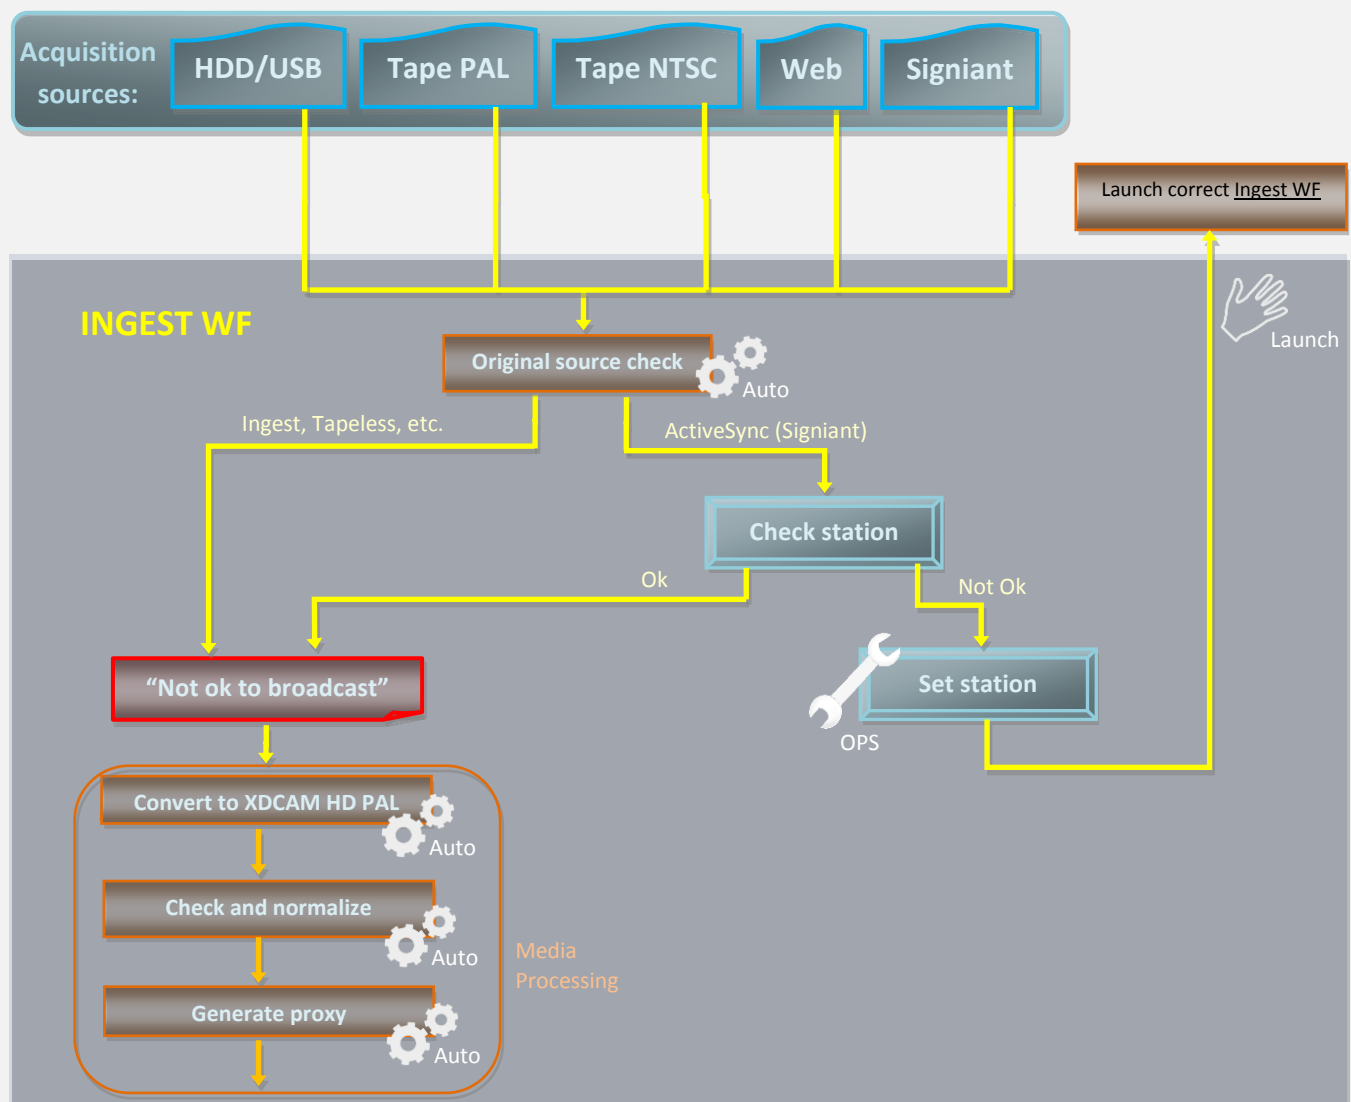 Acquisition
sources:
HDD/USB
Tape PAL
Tape NTSC
Web
Signiant
Launch correct Ingest WF
INGEST WF
Launch
Original source check
Auto
Ingest, Tapeless, etc.
ActiveSync (Signiant)
Check station
Ok
Not Ok
“Not ok to broadcast”
Set station
OPS
Convert to XDCAM HD PAL
Auto
Check and normalize
Auto
Media
Processing
Generate proxy
Auto